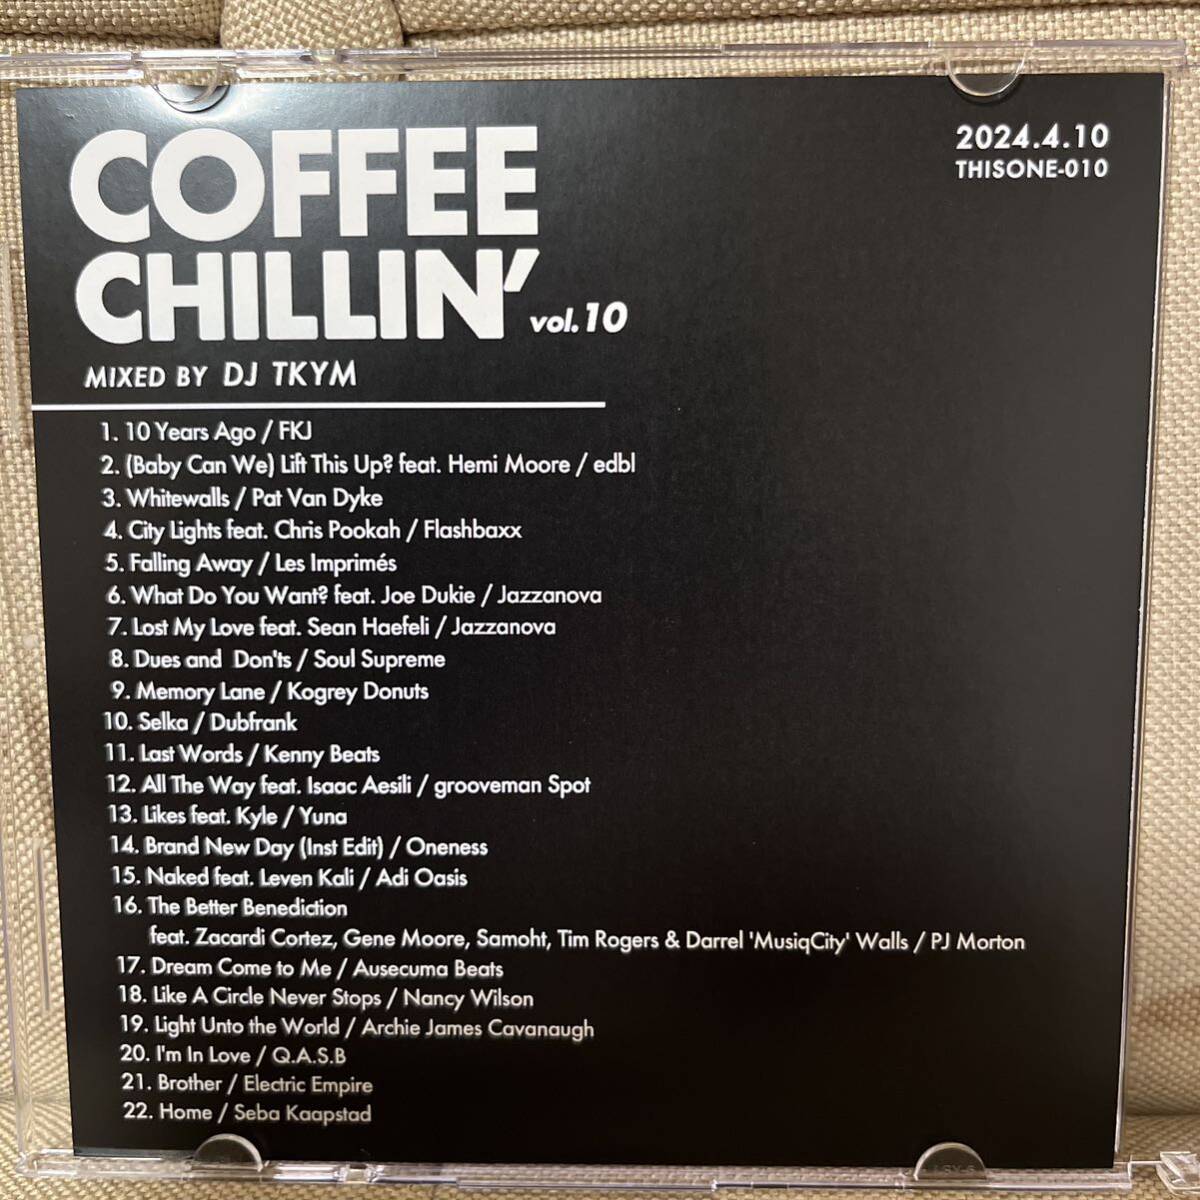 COFFEE
CHILLIN' vol.10
2024.4.10
THISONE-010
MIXED BY DJ TKYM
1. 10 Years Ago / FKJ
2. (Baby Can We) Lift This Up? feat. Hemi Moore / edbl
3. Whitewalls / Pat Van Dyke
4. City Lights feat. Chris Pookah / Flashbaxx
5. Falling Away / Les Imprimés
6. What Do You Want? feat. Joe Dukie / Jazzanova
7. Lost My Love feat. Sean Haefeli / Jazzanova
8. Dues and Don'ts / Soul Supreme
9. Memory Lane / Kogrey Donuts
10. Selka / Dubfrank
11. Last Words / Kenny Beats
12. All The Way feat. Isaac Aesili / grooveman Spot
13. Likes feat. Kyle / Yuna
14. Brand New Day (Inst Edit) / Oneness
15. Naked feat. Leven Kali / Adi Oasis
16. The Better Benediction
feat. Zacardi Cortez, Gene Moore, Samoht, Tim Rogers & Darrel 'MusiqCity' Walls / PJ Morton
17. Dream Come to Me / Ausecuma Beats
18. Like A Circle Never Stops / Nancy Wilson
19. Light Unto the World / Archie James Cavanaugh
20. I'm In Love / Q.A.S.B
21. Brother / Electric Empire
22. Home / Seba Kaapstad